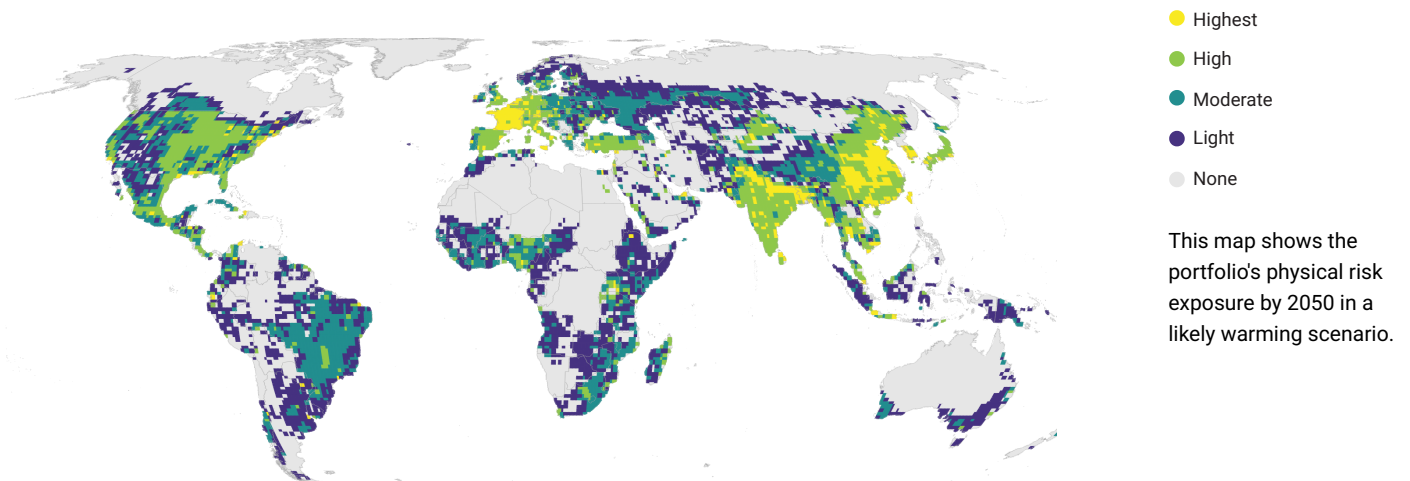 Highest
High
Moderate
Light
None
This map shows the
portfolio's physical risk
exposure by 2050 in a
likely warming scenario.